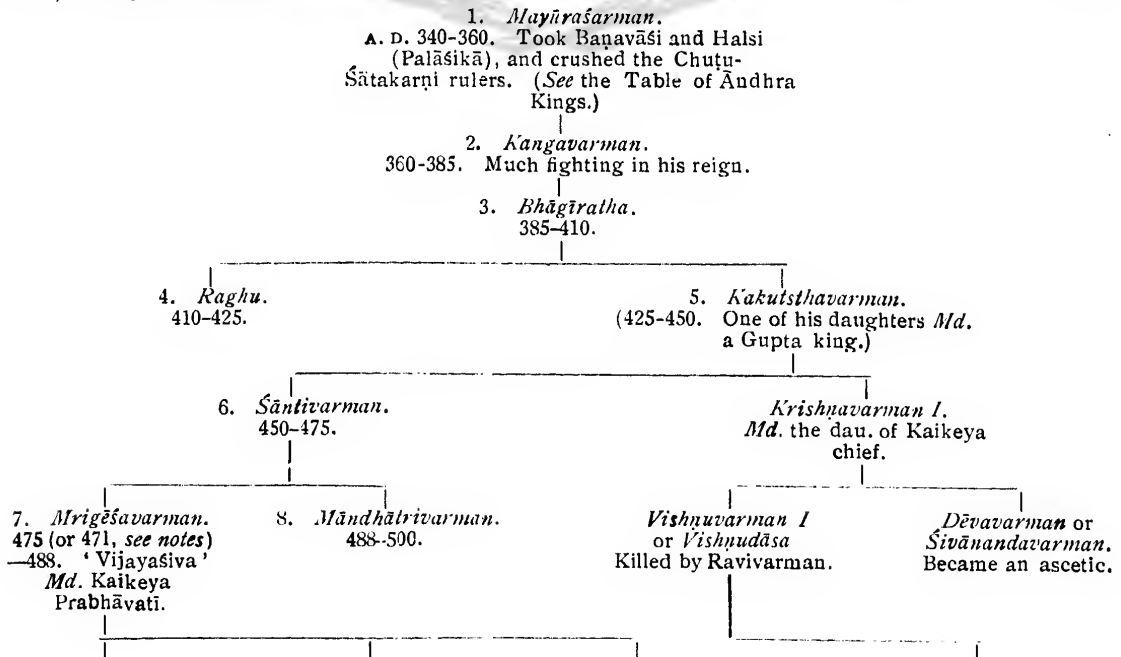 1. Mayūraśarman.
A. D. 340-360. Took Baṇavāśi and Halsi
(Palāśikā), and crushed the Chuṭu-
Śātakarṇi rulers. (See the Table of Āndhra
Kings.)
2. Kangavarman.
360-385. Much fighting in his reign.
3. Bhāgīratha.
385-410.
4. Raghu.
410-425.
5. Kakutsthavarman.
(425-450. One of his daughters Md.
a Gupta king.)
6. Śāntivarman.
450-475.
Krishṇavarman I.
Md. the dau. of Kaikeya
chief.
7. Mrigēśavarman.
475 (or 471, see notes)
—488. ‘Vijayaśiva’
Md. Kaikeya
Prabhāvatī.
8. Māndhātrivarman.
488--500.
Vishṇuvarman I
or Vishṇudāsa
Killed by Ravivarman.
Dēvavarman or
Śivānandavarman.
Became an ascetic.